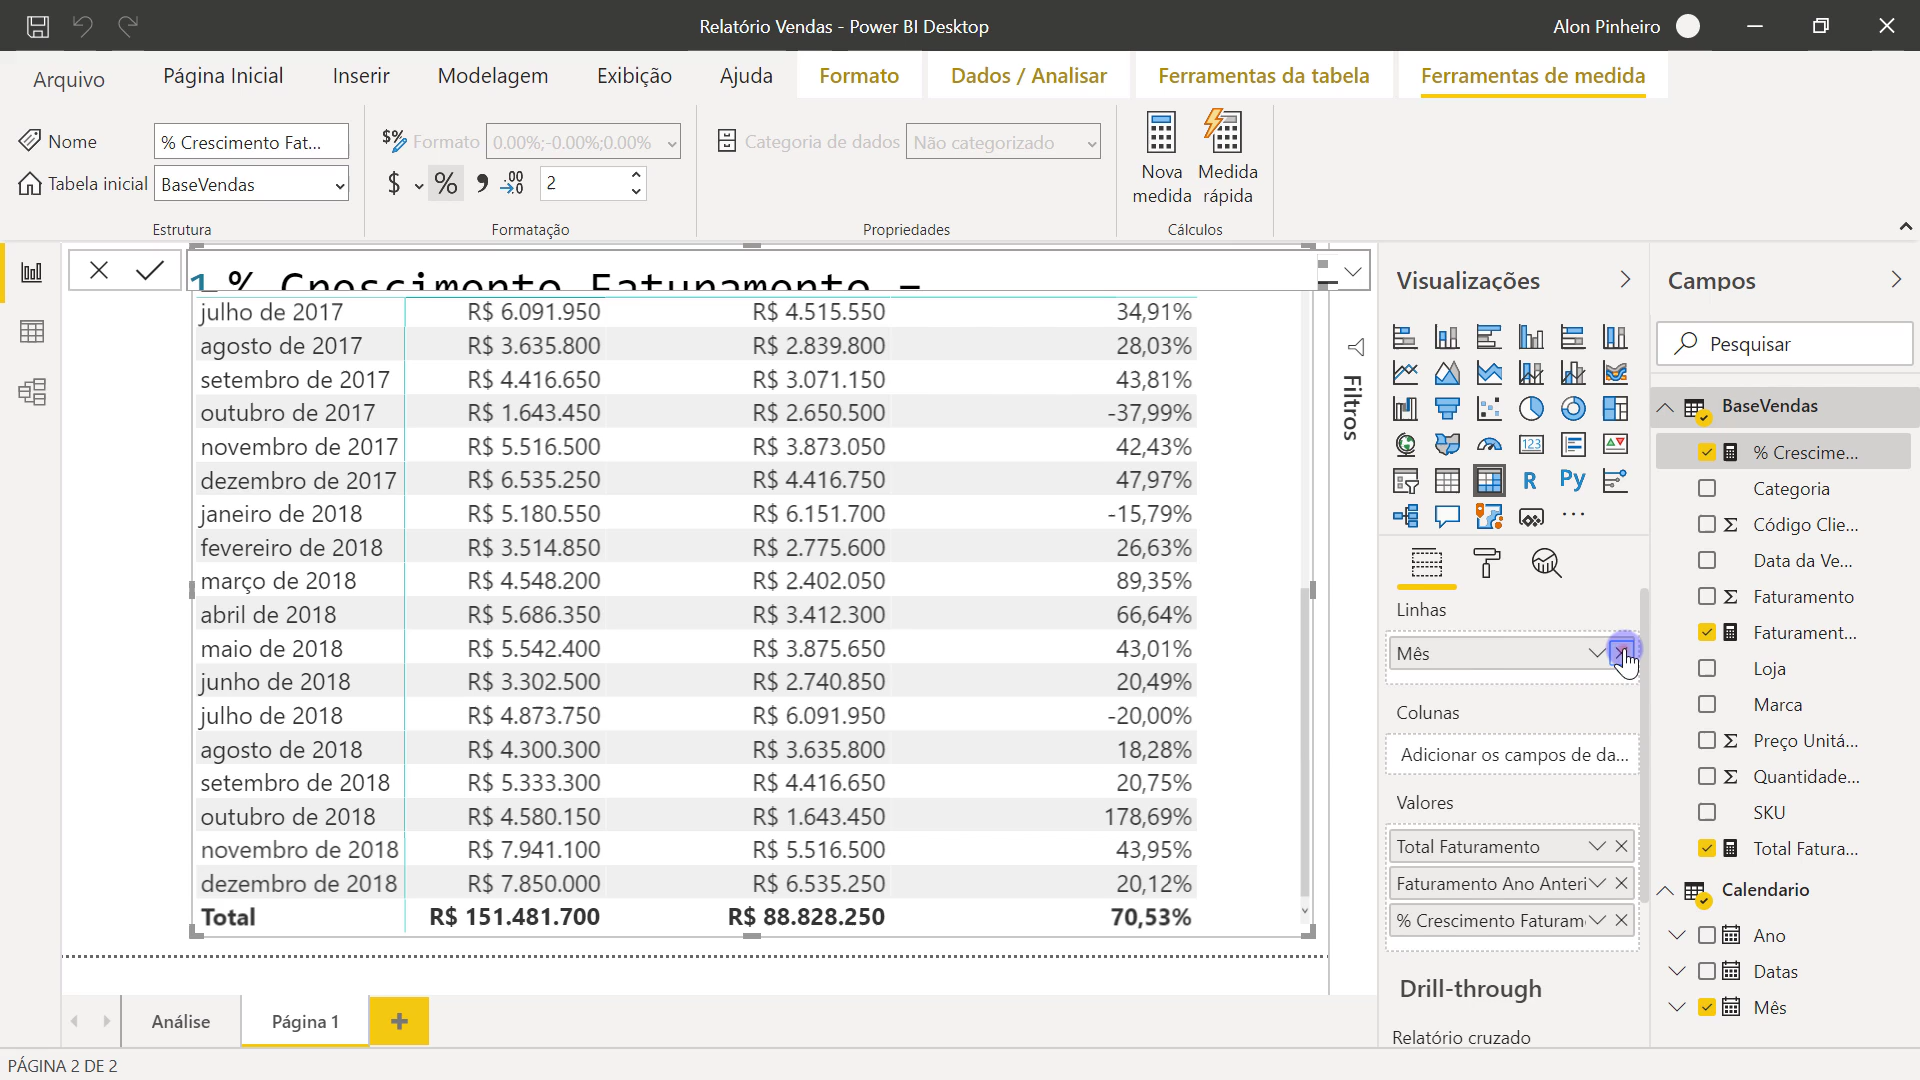 Relatório Vendas - Power BI Desktop
Alon Pinheiro
Arquivo
Página Inicial
Inserir
Modelagem
Exibição
Ajuda
Formato
Dados / Analisar
Ferramentas da tabela
Ferramentas de medida
Nome
% Crescimento Fat...
Tabela inicial
BaseVendas
Estrutura
Formato
0.00%;-0.00%;0.00%
$
%
2
Formatação
Categoria de dados
Não categorizado
Propriedades
Nova medida
Medida rápida
Cálculos
1 % Crescimento Faturamento =
julho de 2017 R$ 6.091.950 R$ 4.515.550 34,91%
agosto de 2017 R$ 3.635.800 R$ 2.839.800 28,03%
setembro de 2017 R$ 4.416.650 R$ 3.071.150 43,81%
outubro de 2017 R$ 1.643.450 R$ 2.650.500 -37,99%
novembro de 2017 R$ 5.516.500 R$ 3.873.050 42,43%
dezembro de 2017 R$ 6.535.250 R$ 4.416.750 47,97%
janeiro de 2018 R$ 5.180.550 R$ 6.151.700 -15,79%
fevereiro de 2018 R$ 3.514.850 R$ 2.775.600 26,63%
março de 2018 R$ 4.548.200 R$ 2.402.050 89,35%
abril de 2018 R$ 5.686.350 R$ 3.412.300 66,64%
maio de 2018 R$ 5.542.400 R$ 3.875.650 43,01%
junho de 2018 R$ 3.302.500 R$ 2.740.850 20,49%
julho de 2018 R$ 4.873.750 R$ 6.091.950 -20,00%
agosto de 2018 R$ 4.300.300 R$ 3.635.800 18,28%
setembro de 2018 R$ 5.333.300 R$ 4.416.650 20,75%
outubro de 2018 R$ 4.580.150 R$ 1.643.450 178,69%
novembro de 2018 R$ 7.941.100 R$ 5.516.500 43,95%
dezembro de 2018 R$ 7.850.000 R$ 6.535.250 20,12%
Total R$ 151.481.700 R$ 88.828.250 70,53%
Filtros
Visualizações
123
R
Py
...
Linhas
Mês
Colunas
Adicionar os campos de da...
Valores
Total Faturamento
Faturamento Ano Anteri
% Crescimento Faturam
Drill-through
Relatório cruzado
Campos
Pesquisar
BaseVendas
% Crescime...
Categoria
Código Clie...
Data da Ve...
Faturamento
Faturament...
Loja
Marca
Preço Unitá...
Quantidade...
SKU
Total Fatura...
Calendario
Ano
Datas
Mês
Análise
Página 1
PÁGINA 2 DE 2